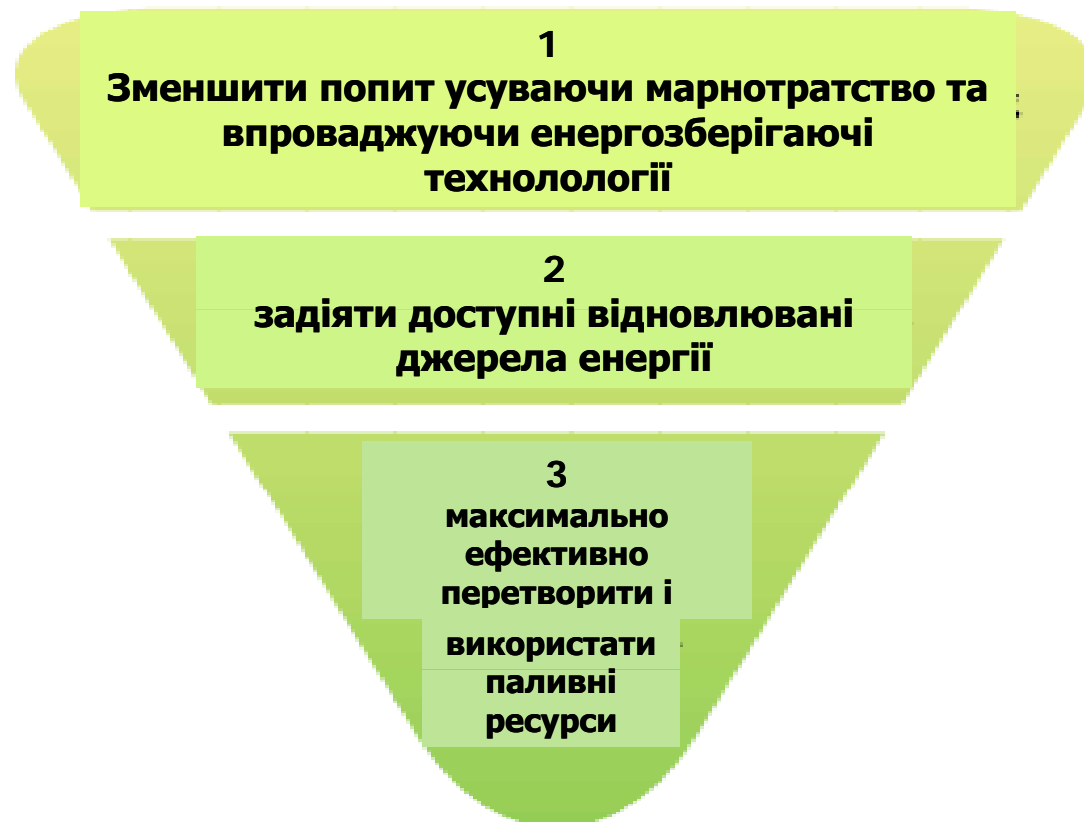 1
Зменшити попит усуваючи марнотратство та
впроваджуючи енергозберігаючі
технолології
2
задіяти доступні відновлювані
джерела енергії
3
максимально
ефективно
перетворити і
використати
паливні
ресурси